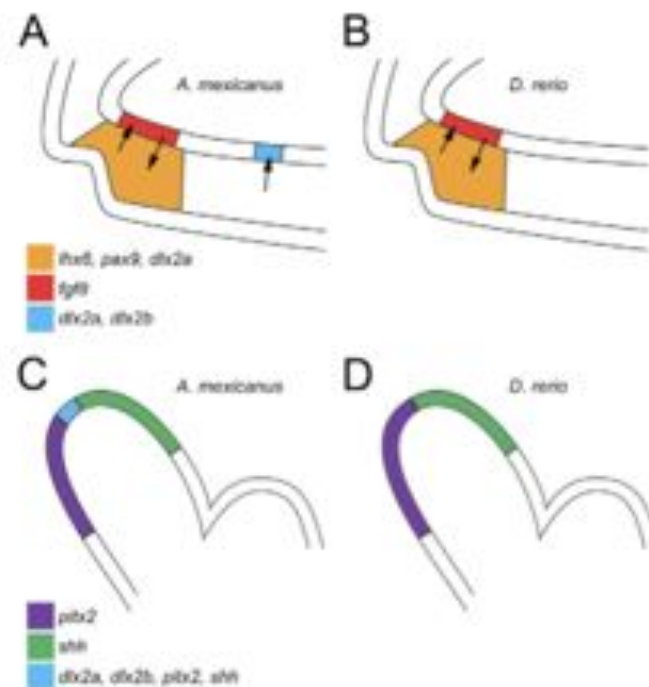 A
A. mexicanus
B
D. rerio
lhx6, pax9, dlx2a
fgf8
dlx2a, dlx2b
C
A. mexicanus
D
D. rerio
pitx2
shh
dlx2a, dlx2b, pitx2, shh